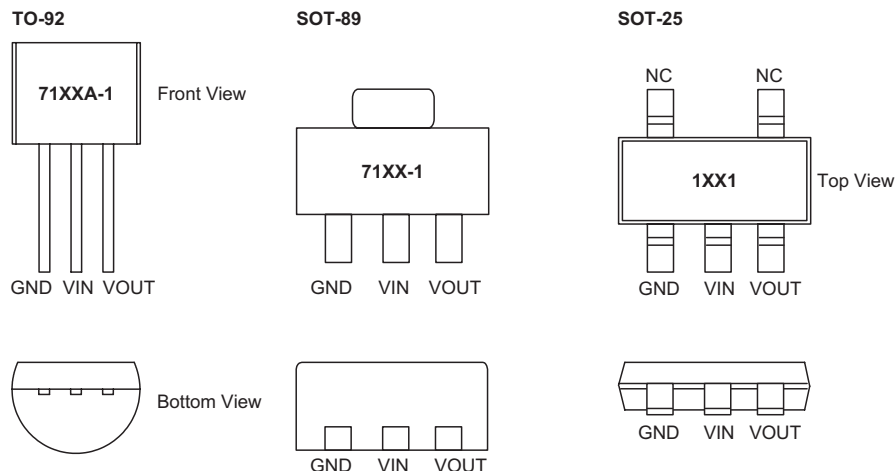 TO-92
SOT-89
SOT-25
NC NC
71XXA-1
Front View
71XX-1
1XX1
Top View
GND VIN VOUT
GND VIN VOUT
GND VIN VOUT
Bottom View
GND VIN VOUT
GND VIN VOUT